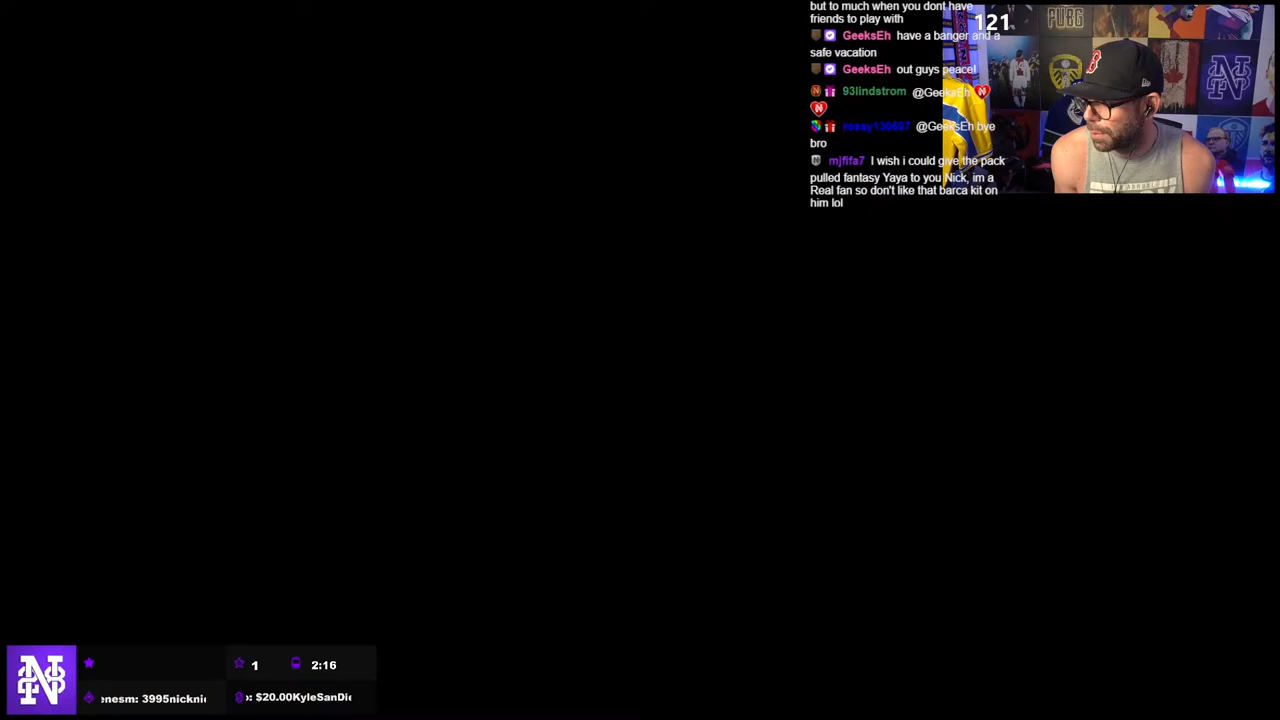 but to much when you dont have
friends to play with
GeeksEh have a banger and a
safe vacation
GeeksEh out guys peace!
93lindstrom @GeeksEh
rossy130697 @GeeksEh bye
bro
mjfifa7 I wish i could give the pack
pulled fantasy Yaya to you Nick, im a
Real fan so don't like that barca kit on
him lol
121
PUBG
1
2:16
enesm: 3995nickni
$20.00KyleSanDi